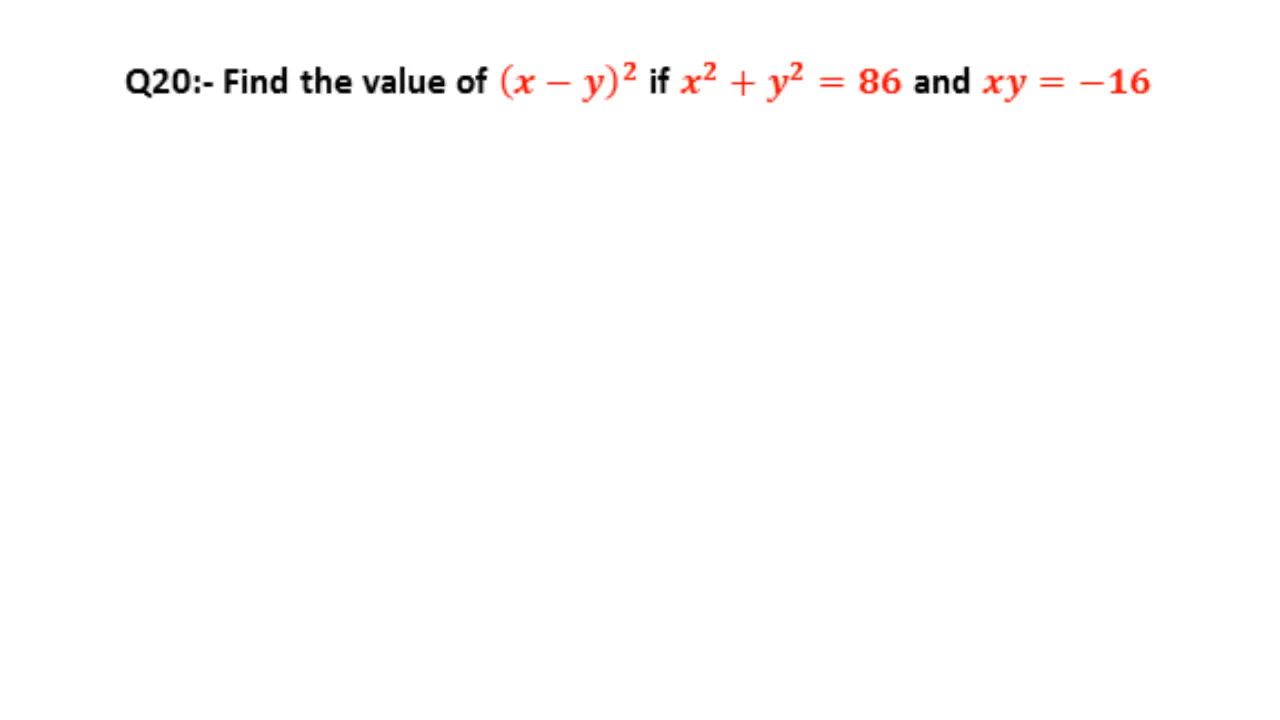 Q20:- Find the value of (x − y)² if x² + y² = 86 and xy = −16